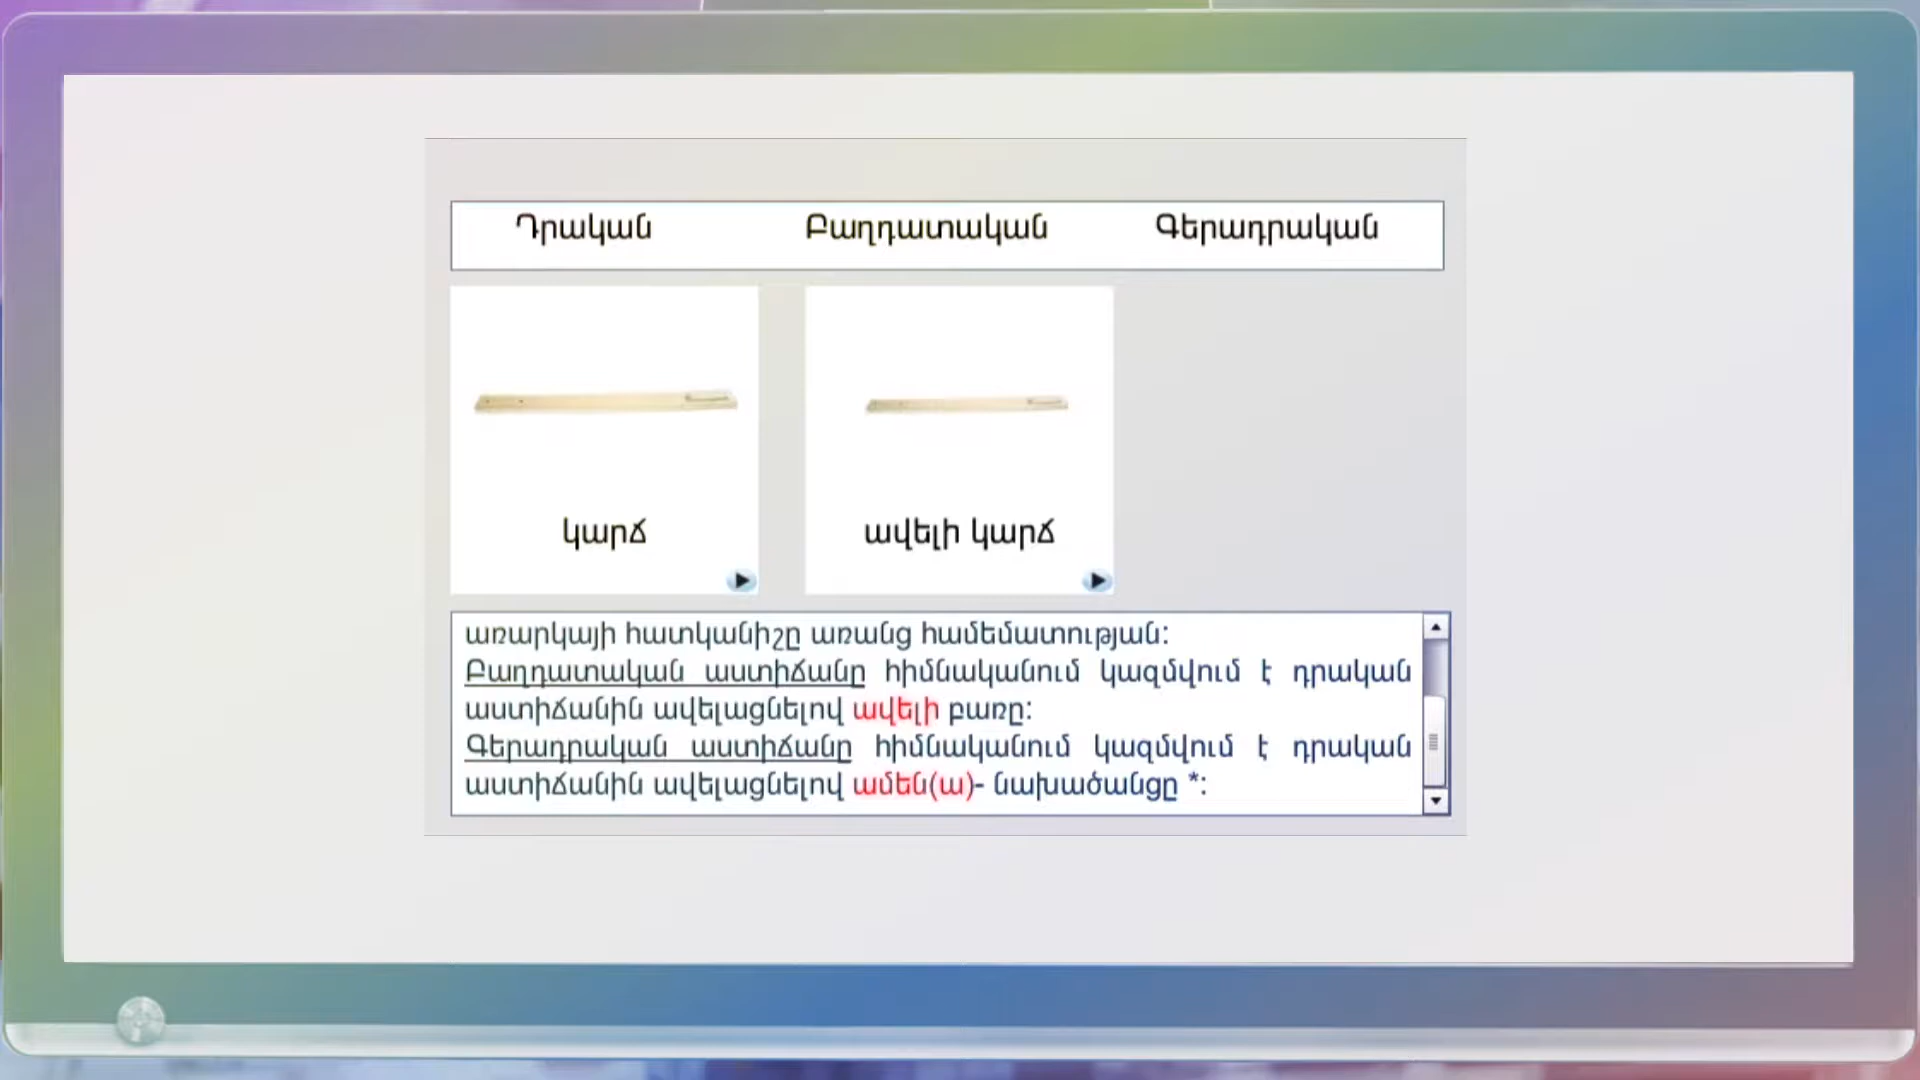 Դրական Բաղդատական Գերադրական
կարճ ավելի կարճ
առարկայի հատկանիշը առանց համեմատության:
Բաղդատական աստիճանը հիմնականում կազմվում է դրական
աստիճանին ավելացնելով ավելի բառը:
Գերադրական աստիճանը հիմնականում կազմվում է դրական
աստիճանին ավելացնելով ամեն(ա)- նախածանցը *: